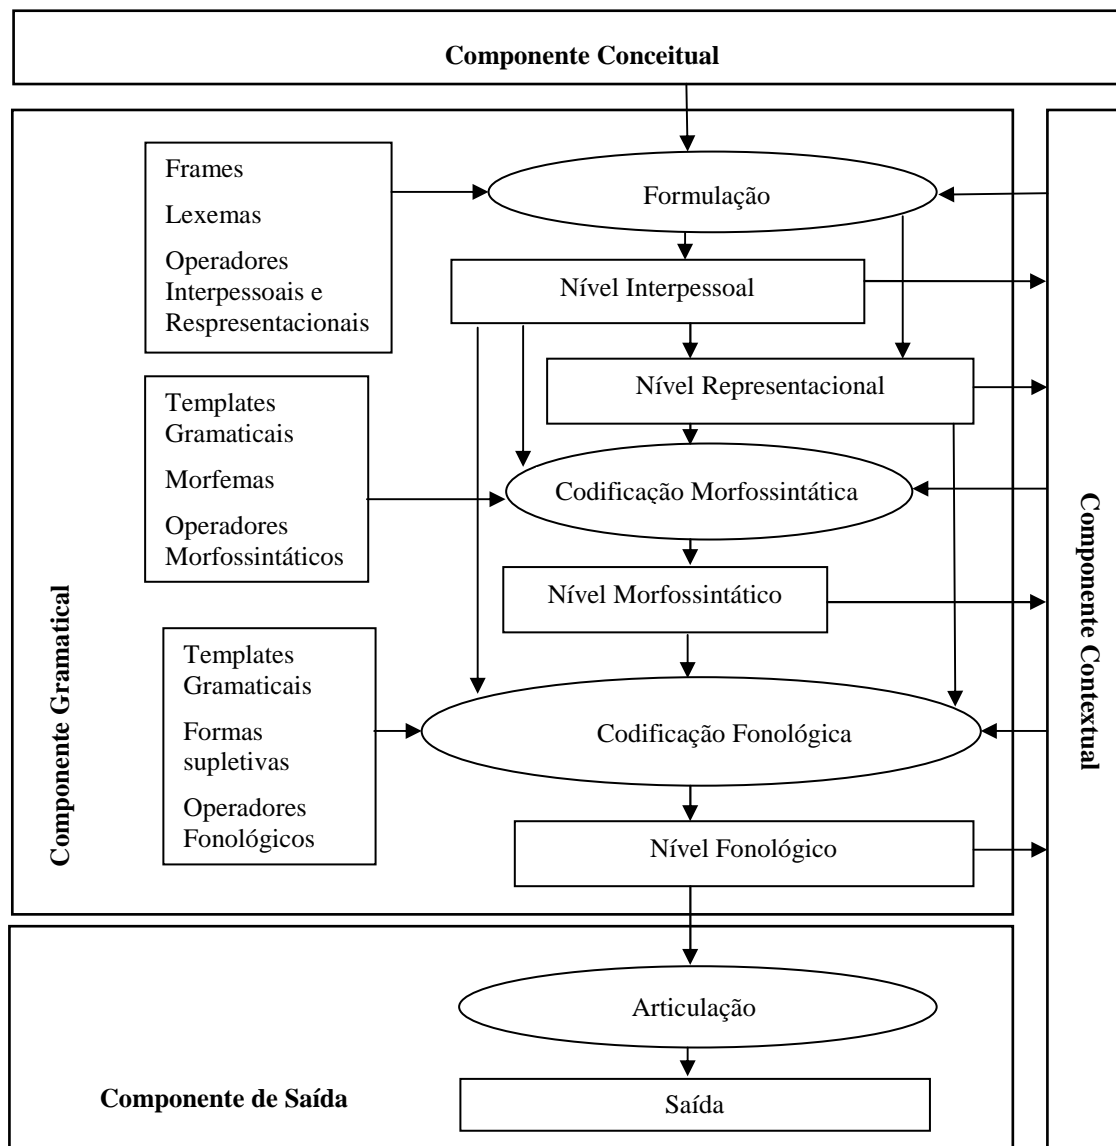 Componente Conceitual
Frames
Lexemas
Operadores
Interpessoais e
Respresentacionais
Formulação
Nível Interpessoal
Nível Representacional
Templates
Gramaticais
Morfemas
Operadores
Morfossintáticos
Codificação Morfossintática
Nível Morfossintático
Templates
Gramaticais
Formas
supletivas
Operadores
Fonológicos
Codificação Fonológica
Nível Fonológico
Componente Gramatical
Componente Contextual
Articulação
Componente de Saída
Saída